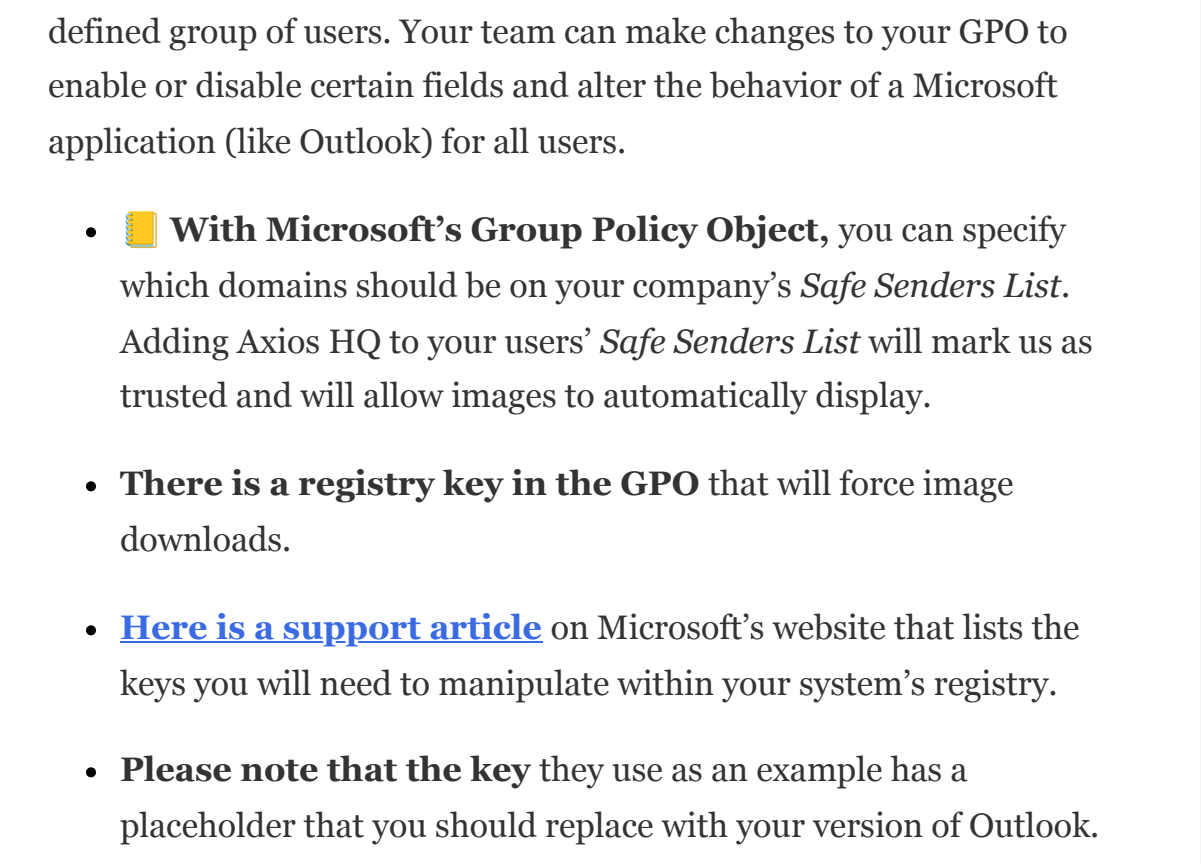 defined group of users. Your team can make changes to your GPO to
enable or disable certain fields and alter the behavior of a Microsoft
application (like Outlook) for all users.
• 📒 With Microsoft’s Group Policy Object, you can specify
which domains should be on your company’s Safe Senders List.
Adding Axios HQ to your users’ Safe Senders List will mark us as
trusted and will allow images to automatically display.
• There is a registry key in the GPO that will force image
downloads.
• Here is a support article on Microsoft’s website that lists the
keys you will need to manipulate within your system’s registry.
• Please note that the key they use as an example has a
placeholder that you should replace with your version of Outlook.